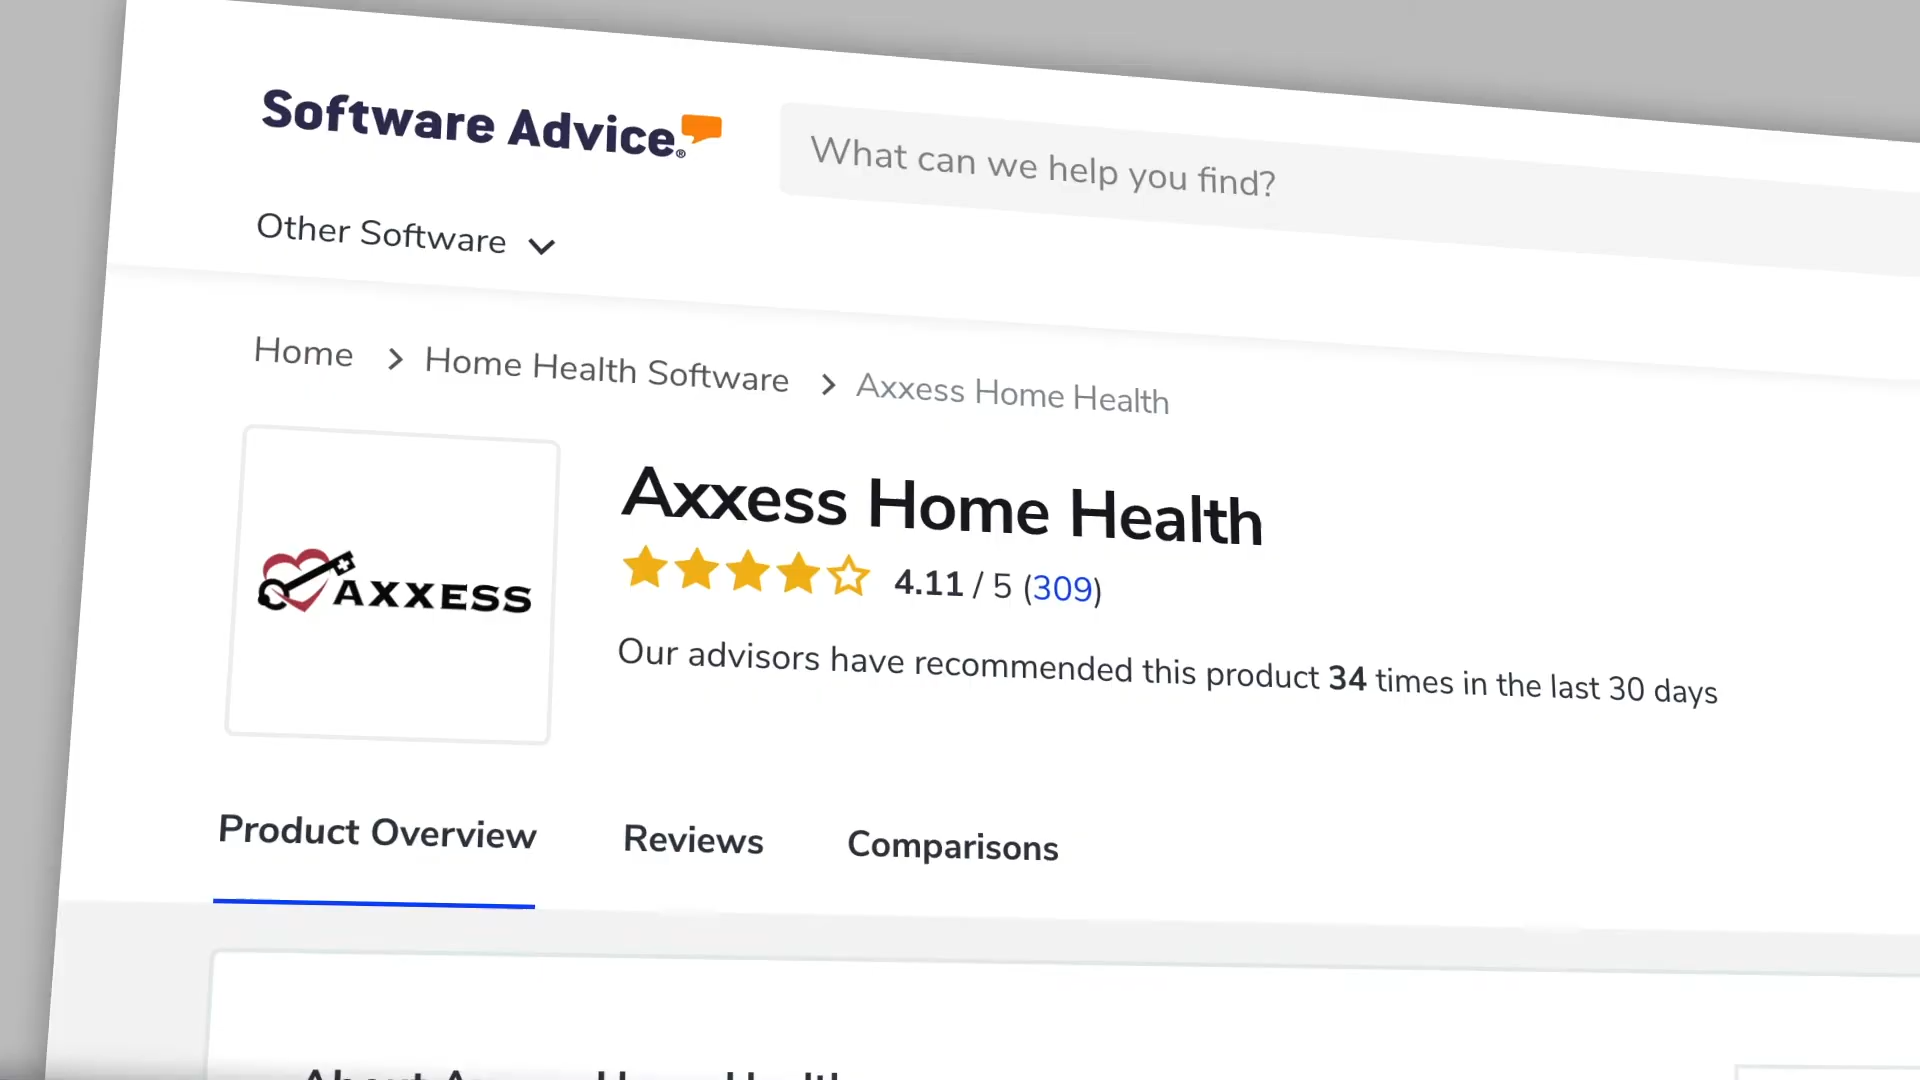 Software Advice®
What can we help you find?
Other Software
Home > Home Health Software > Axxess Home Health
AXXESS
Axxess Home Health
4.11 / 5 (309)
Our advisors have recommended this product 34 times in the last 30 days
Product Overview
Reviews
Comparisons